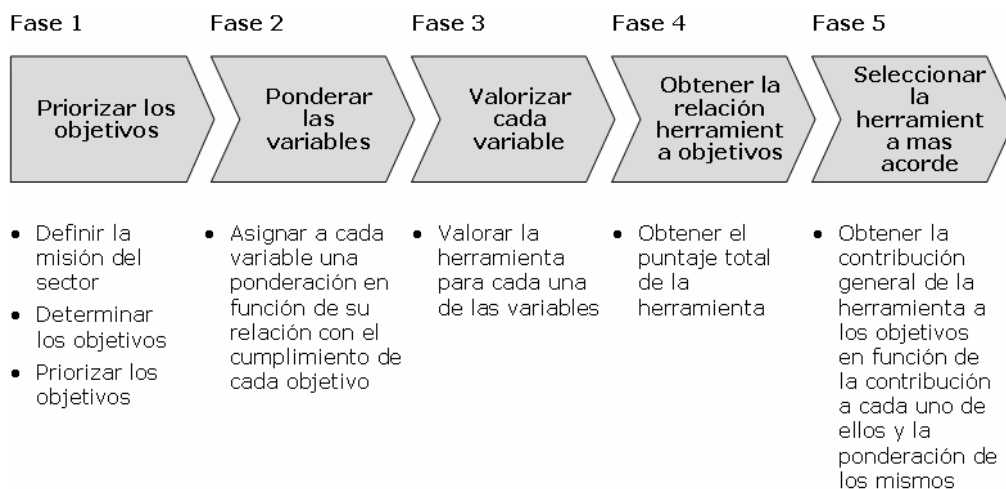 Fase 1
Fase 2
Fase 3
Fase 4
Fase 5
Priorizar los
objetivos
Ponderar
las
variables
Valorizar
cada
variable
Obtener la
relación
herramient
a objetivos
Seleccionar
la
herramient
a mas
acorde
• Definir la
misión del
sector
• Determinar
los objetivos
• Priorizar los
objetivos
• Asignar a cada
variable una
ponderación en
función de su
relación con el
cumplimiento de
cada objetivo
• Valorar la
herramienta
para cada una
de las variables
• Obtener el
puntaje total
de la
herramienta
• Obtener la
contribución
general de la
herramienta a
los objetivos
en función de
la contribución
a cada uno de
ellos y la
ponderación de
los mismos